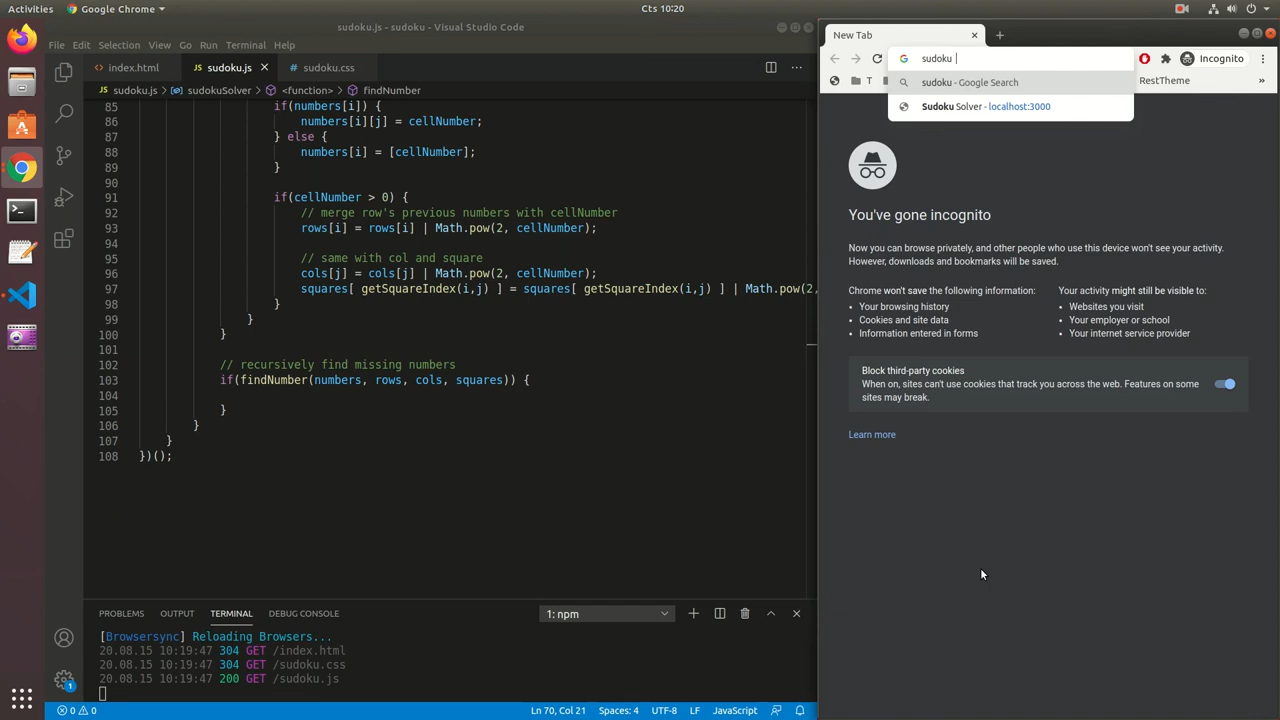 Activities
Google Chrome
Cts 10:20
sudoku.js - sudoku - Visual Studio Code
File Edit Selection View Go Run Terminal Help
index.html
sudoku.js
sudoku.css
sudoku.js > sudokuSolver > <function> > findNumber
85 if(numbers[i]) {
86 numbers[i][j] = cellNumber;
87 } else {
88 numbers[i] = [cellNumber];
89 }
90
91 if(cellNumber > 0) {
92 // merge row's previous numbers with cellNumber
93 rows[i] = rows[i] | Math.pow(2, cellNumber);
94
95 // same with col and square
96 cols[j] = cols[j] | Math.pow(2, cellNumber);
97 squares[ getSquareIndex(i,j) ] = squares[ getSquareIndex(i,j) ] | Math.pow(2,
98 }
99 }
100 }
101
102 // recursively find missing numbers
103 if(findNumber(numbers, rows, cols, squares)) {
104
105 }
106 }
107 }
108 })();
PROBLEMS OUTPUT TERMINAL DEBUG CONSOLE
1: npm
[Browsersync] Reloading Browsers...
20.08.15 10:19:47 304 GET /index.html
20.08.15 10:19:47 304 GET /sudoku.css
20.08.15 10:19:47 200 GET /sudoku.js
1
0 0
Ln 70, Col 21
Spaces: 4
UTF-8
LF
JavaScript
New Tab
sudoku
Incognito
T
RestTheme
»
sudoku - Google Search
Sudoku Solver - localhost:3000
You've gone incognito
Now you can browse privately, and other people who use this device won't see your activity.
However, downloads and bookmarks will be saved.
Chrome won't save the following information:
• Your browsing history
• Cookies and site data
• Information entered in forms
Your activity might still be visible to:
• Websites you visit
• Your employer or school
• Your internet service provider
Block third-party cookies
When on, sites can't use cookies that track you across the web. Features on some
sites may break.
Learn more